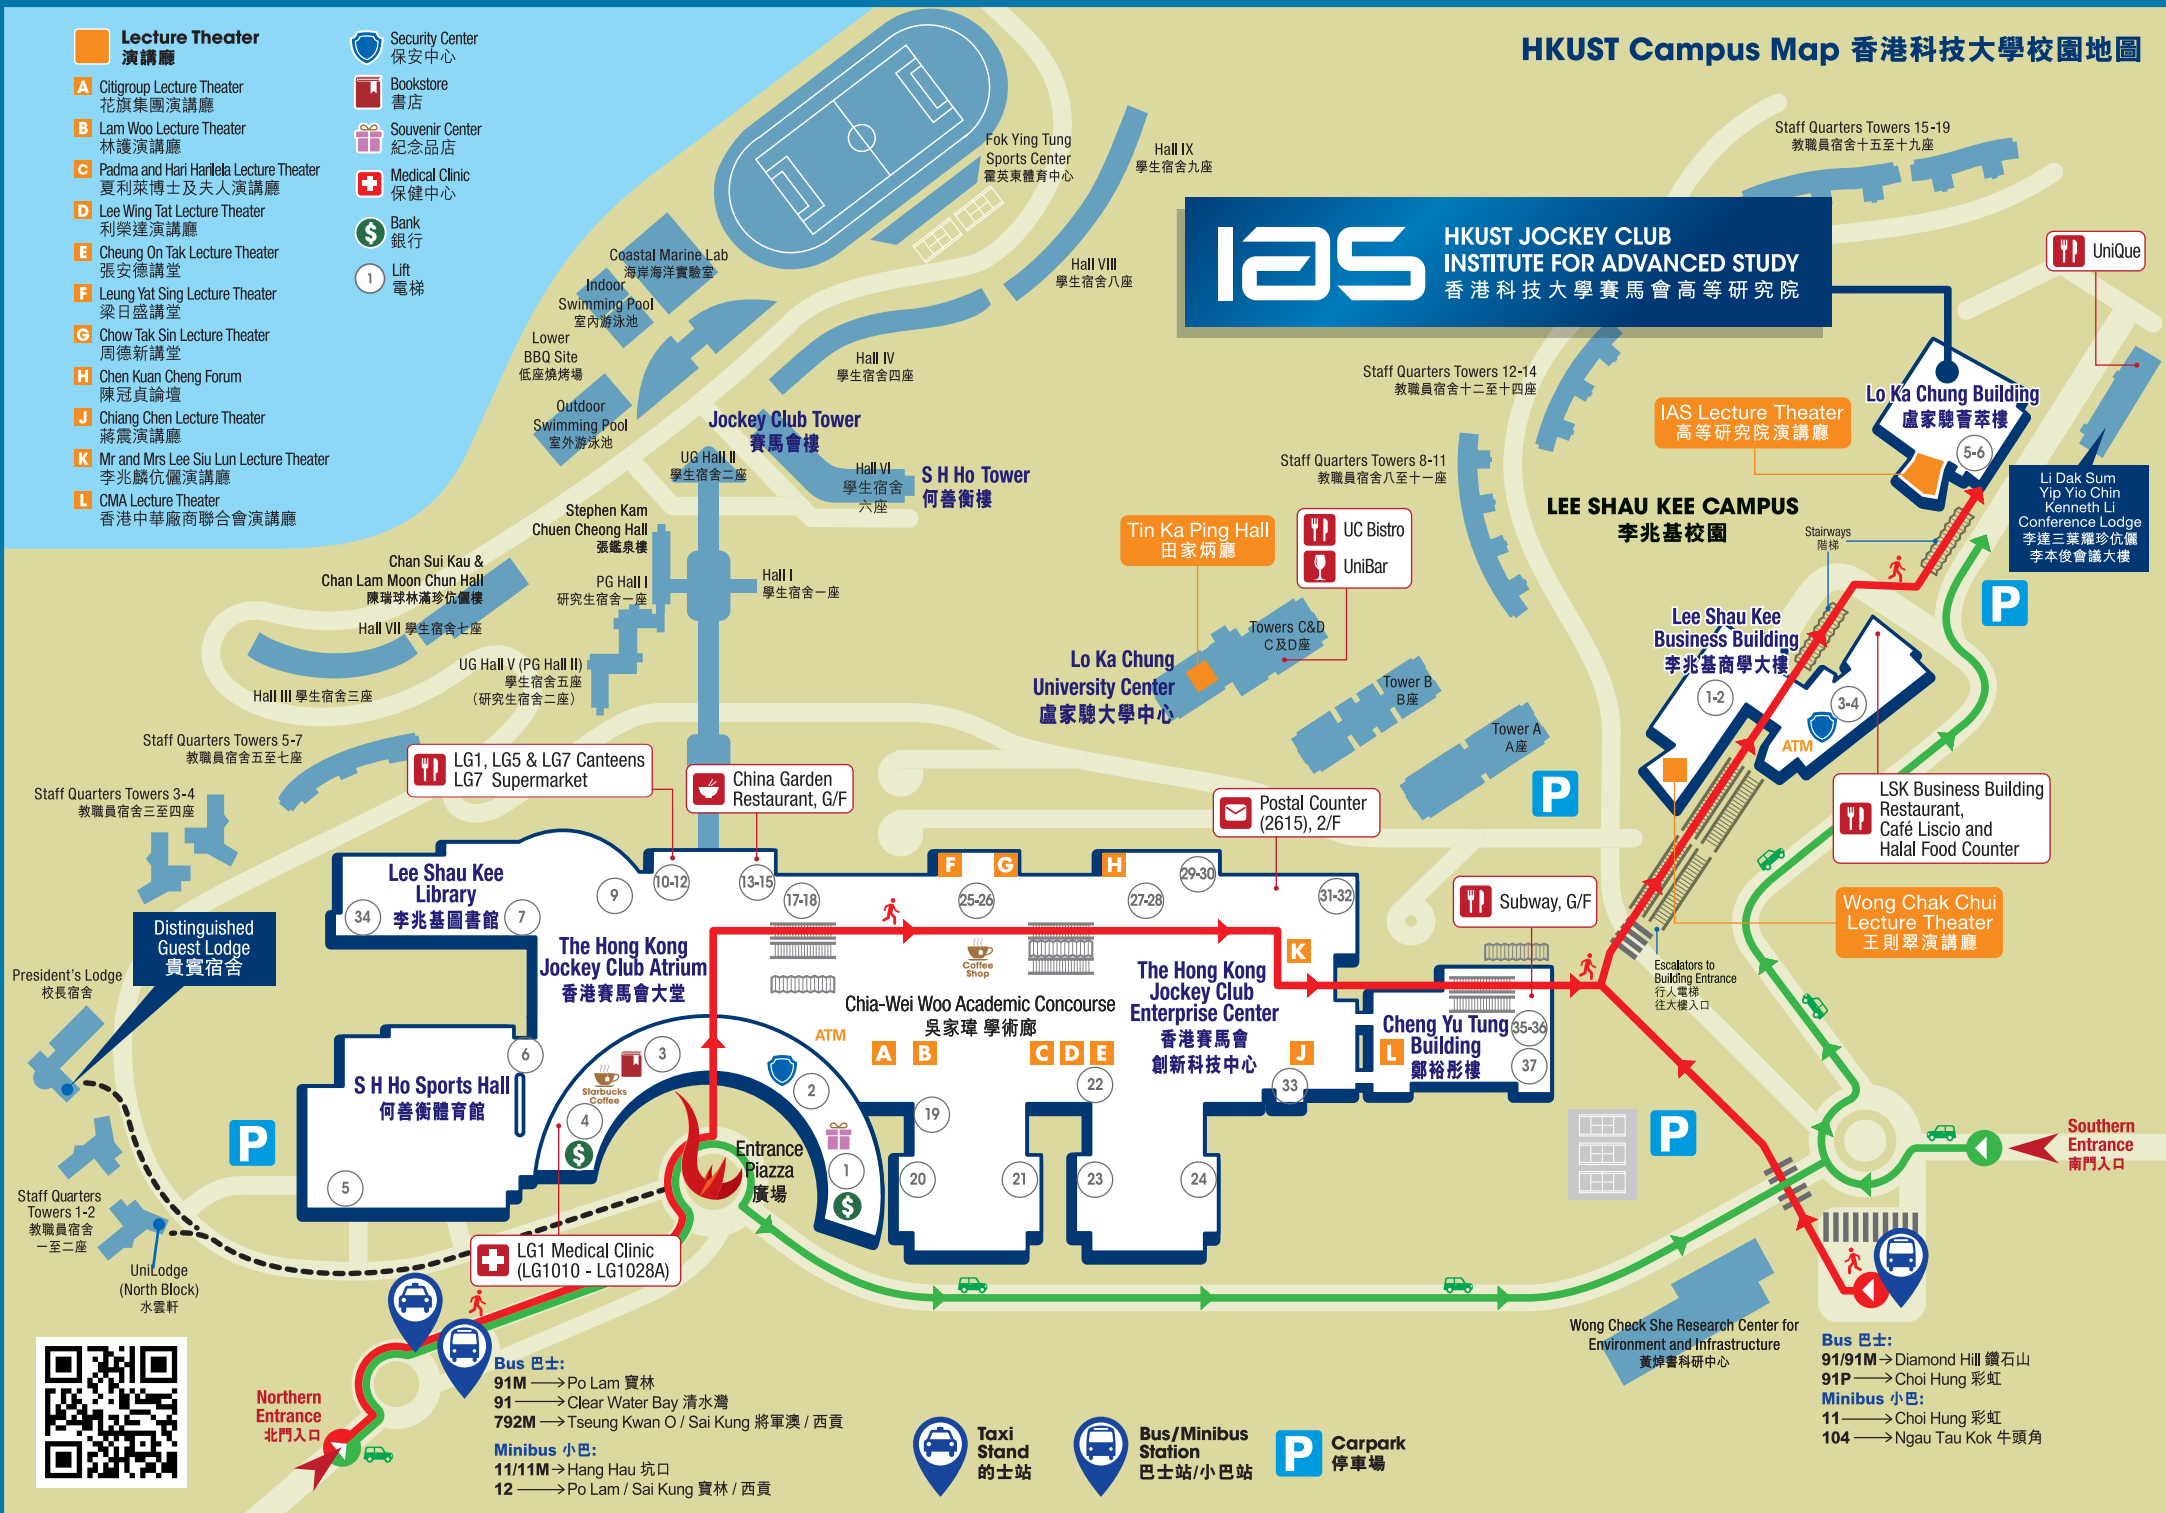 HKUST Campus Map 香港科技大學校園地圖
Lecture Theater
演講廳
A Citigroup Lecture Theater
花旗集團演講廳
B Lam Woo Lecture Theater
林護演講廳
C Padma and Hari Harilela Lecture Theater
夏利萊博士及夫人演講廳
D Lee Wing Tat Lecture Theater
利榮達演講廳
E Cheung On Tak Lecture Theater
張安德講堂
F Leung Yat Sing Lecture Theater
梁日盛講堂
G Chow Tak Sin Lecture Theater
周德新講堂
H Chen Kuan Cheng Forum
陳冠貞論壇
J Chiang Chen Lecture Theater
蔣震演講廳
K Mr and Mrs Lee Siu Lun Lecture Theater
李兆麟伉儷演講廳
L CMA Lecture Theater
香港中華廠商聯合會演講廳
Security Center
保安中心
Bookstore
書店
Souvenir Center
紀念品店
Medical Clinic
保健中心
$ Bank
銀行
1 Lift
電梯
Fok Ying Tung
Sports Center
霍英東體育中心
Hall IX
學生宿舍九座
Hall VIII
學生宿舍八座
Coastal Marine Lab
海岸海洋實驗室
Indoor
Swimming Pool
室內游泳池
Lower
BBQ Site
低座燒烤場
Outdoor
Swimming Pool
室外游泳池
Hall IV
學生宿舍四座
Jockey Club Tower
賽馬會樓
UG Hall II
學生宿舍二座
Hall VI
學生宿舍
六座
S H Ho Tower
何善衡樓
Stephen Kam
Chuen Cheong Hall
張鑑泉樓
Chan Sui Kau &
Chan Lam Moon Chun Hall
陳瑞球林滿珍伉儷樓
PG Hall I
研究生宿舍一座
Hall I
學生宿舍一座
Hall VII 學生宿舍七座
UG Hall V (PG Hall II)
學生宿舍五座
(研究生宿舍二座)
Hall III 學生宿舍三座
Staff Quarters Towers 15-19
教職員宿舍十五至十九座
ias
HKUST JOCKEY CLUB
INSTITUTE FOR ADVANCED STUDY
香港科技大學賽馬會高等研究院
UniQue
Staff Quarters Towers 12-14
教職員宿舍十二至十四座
IAS Lecture Theater
高等研究院演講廳
Lo Ka Chung Building
盧家驄薈萃樓
5-6
Staff Quarters Towers 8-11
教職員宿舍八至十一座
LEE SHAU KEE CAMPUS
李兆基校園
Li Dak Sum
Yip Yio Chin
Kenneth Li
Conference Lodge
李達三葉耀珍伉儷
李本俊會議大樓
Stairways
階梯
P
Tin Ka Ping Hall
田家炳廳
UC Bistro
UniBar
Towers C&D
C及D座
Lo Ka Chung
University Center
盧家驄大學中心
Tower B
B座
Tower A
A座
Lee Shau Kee
Business Building
李兆基商學大樓
1-2
3-4
ATM
P
LSK Business Building
Restaurant,
Café Liscio and
Halal Food Counter
Wong Chak Chui
Lecture Theater
王則翠演講廳
Escalators to
Building Entrance
行人電梯
往大樓入口
Staff Quarters Towers 5-7
教職員宿舍五至七座
Staff Quarters Towers 3-4
教職員宿舍三至四座
LG1, LG5 & LG7 Canteens
LG7 Supermarket
China Garden
Restaurant, G/F
Postal Counter
(2615), 2/F
Subway, G/F
Lee Shau Kee
Library
李兆基圖書館
34
7
9
10-12
13-15
17-18
F
G
25-26
H
27-28
29-30
31-32
Distinguished
Guest Lodge
貴賓宿舍
President's Lodge
校長宿舍
The Hong Kong
Jockey Club Atrium
香港賽馬會大堂
Coffee
Shop
Chia-Wei Woo Academic Concourse
吳家瑋 學術廊
The Hong Kong
Jockey Club
Enterprise Center
香港賽馬會
創新科技中心
K
Cheng Yu Tung
Building
鄭裕彤樓
35-36
37
L
J
33
ATM
A
B
C
D
E
22
19
20
21
23
24
S H Ho Sports Hall
何善衡體育館
6
5
3
Starbucks
Coffee
4
$
2
1
$
Entrance
Piazza
廣場
P
P
Southern
Entrance
南門入口
Staff Quarters
Towers 1-2
教職員宿舍
一至二座
UniLodge
(North Block)
水雲軒
LG1 Medical Clinic
(LG1010 - LG1028A)
Northern
Entrance
北門入口
Bus 巴士:
91M → Po Lam 寶林
91 → Clear Water Bay 清水灣
792M → Tseung Kwan O / Sai Kung 將軍澳 / 西貢
Minibus 小巴:
11/11M → Hang Hau 坑口
12 → Po Lam / Sai Kung 寶林 / 西貢
Taxi
Stand
的士站
Bus/Minibus
Station
巴士站/小巴站
P Carpark
停車場
Wong Check She Research Center for
Environment and Infrastructure
黃焯書科研中心
Bus 巴士:
91/91M → Diamond Hill 鑽石山
91P → Choi Hung 彩虹
Minibus 小巴:
11 → Choi Hung 彩虹
104 → Ngau Tau Kok 牛頭角